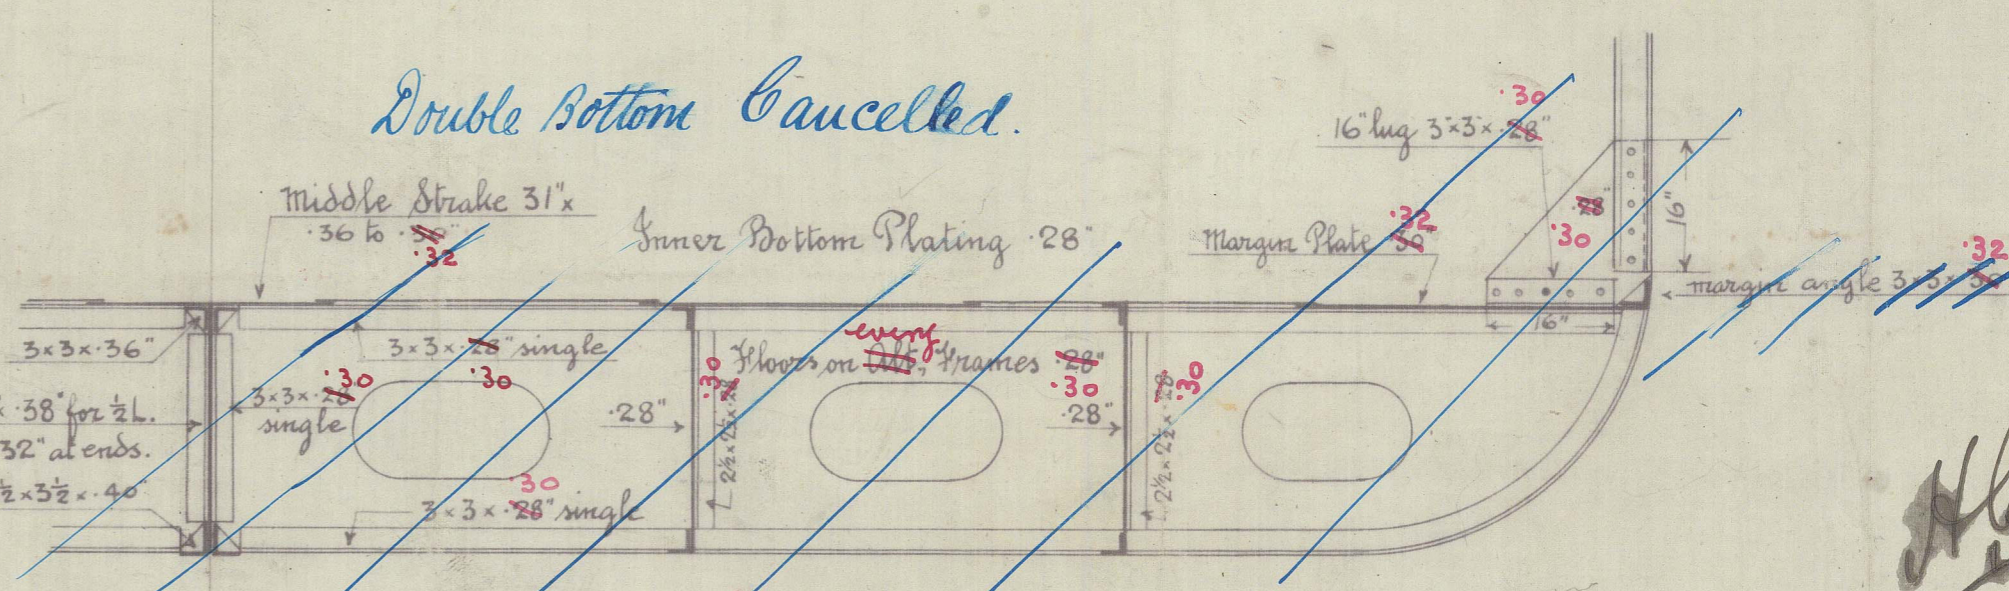 Double Bottom Cancelled.
·30
16" lug 3"×3"× ·28"
Middle Strake 31"×
·36 to ·30"
·32
Inner Bottom Plating ·28"
·32
Margin Plate ·30"
·28"
·30
16"
·32
margin angle 3×3×·30
16"
3×3×·36"
3×3×·28" single
·30
every
Floors on Alt. Frames ·28"
·30
·30
3×3×·28"
single
·38" for ½ L.
32" at ends.
½×3½×·40"
·28"
·30
2½×2½×·28
·28"
·30
2½×2½×·28
·30
3×3×·28" single